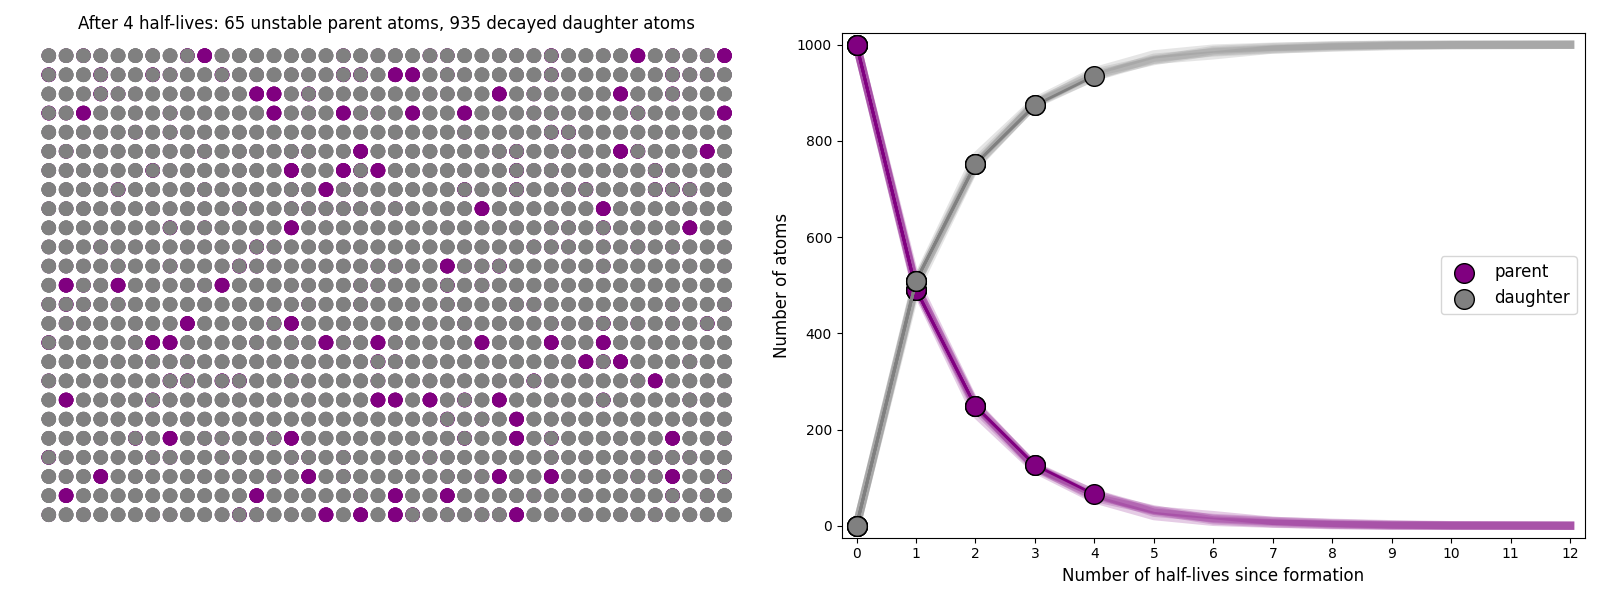 After 4 half-lives: 65 unstable parent atoms, 935 decayed daughter atoms
Number of atoms
1000
800
600
400
200
0
parent
daughter
0 1 2 3 4 5 6 7 8 9 10 11 12
Number of half-lives since formation